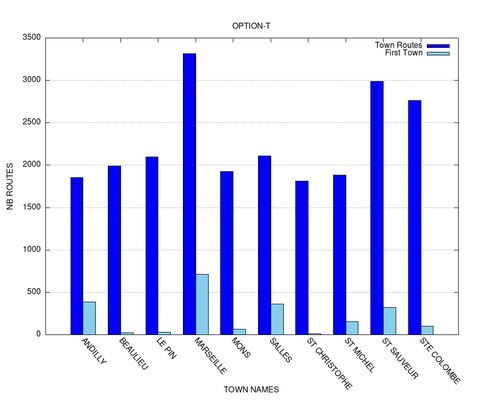 OPTION-T
Town Routes
First Town
3500
3000
2500
2000
1500
1000
500
0
NB ROUTES
ANDILLY
BEAULIEU
LE PIN
MARSEILLE
MONS
SALLES
ST CHRISTOPHE
ST MICHEL
ST SAUVEUR
STE COLOMBE
TOWN NAMES